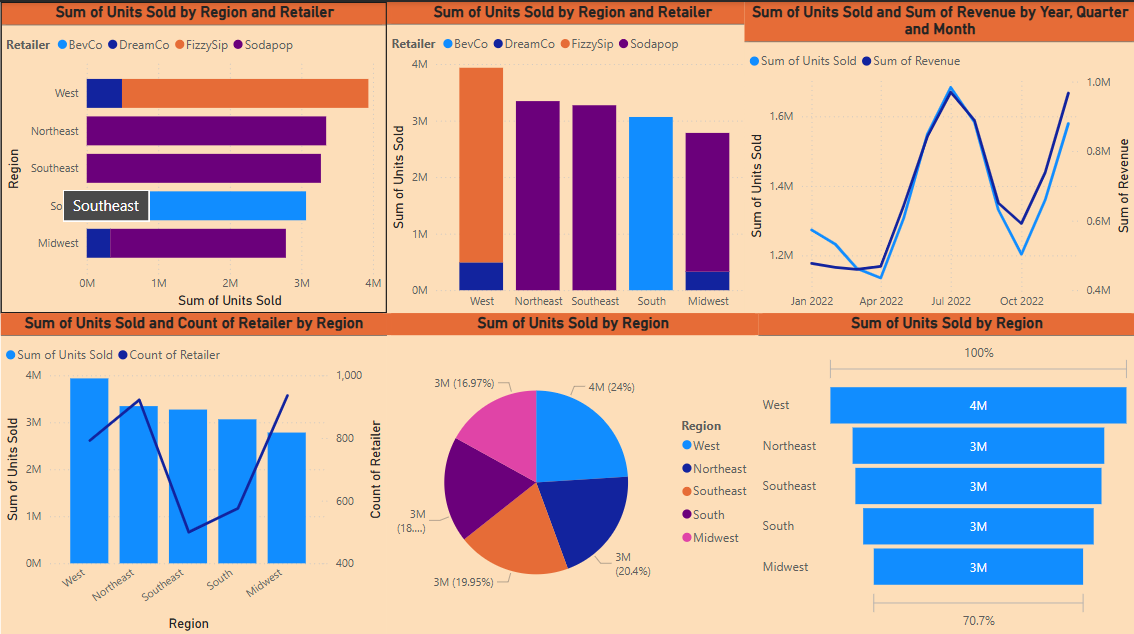 Sum of Units Sold by Region and Retailer
Retailer BevCo DreamCo FizzySip Sodapop
Region
West
Northeast
Southeast
So
Southeast
Midwest
0M 1M 2M 3M 4M
Sum of Units Sold
Sum of Units Sold by Region and Retailer
Retailer BevCo DreamCo FizzySip Sodapop
Sum of Units Sold
4M
3M
2M
1M
0M
West Northeast Southeast South Midwest
Sum of Units Sold and Sum of Revenue by Year, Quarter
and Month
Sum of Units Sold Sum of Revenue
Sum of Units Sold
1.6M
1.4M
1.2M
1.0M
0.8M
0.6M
0.4M
Sum of Revenue
Jan 2022 Apr 2022 Jul 2022 Oct 2022
Sum of Units Sold and Count of Retailer by Region
Sum of Units Sold Count of Retailer
Sum of Units Sold
4M
3M
2M
1M
0M
1,000
800
600
400
Count of Retailer
West Northeast Southeast South Midwest
Region
Sum of Units Sold by Region
3M (16.97%)
4M (24%)
3M
(18....)
3M (19.95%)
3M
(20.4%)
Region
West
Northeast
Southeast
South
Midwest
Sum of Units Sold by Region
100%
West 4M
Northeast 3M
Southeast 3M
South 3M
Midwest 3M
70.7%